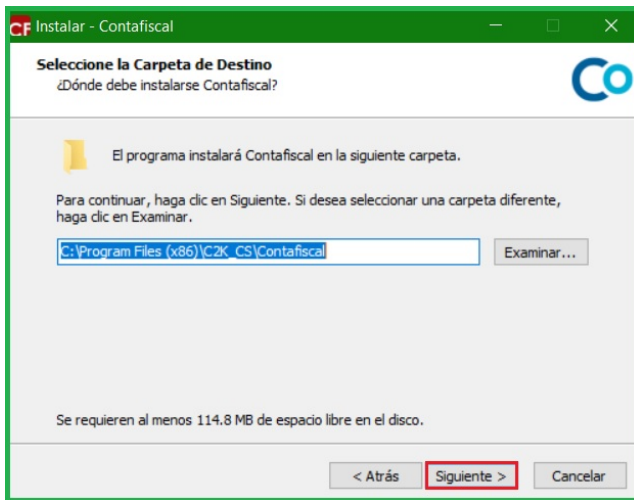 CF Instalar - Contafiscal
Seleccione la Carpeta de Destino
¿Dónde debe instalarse Contafiscal?
Co
El programa instalará Contafiscal en la siguiente carpeta.
Para continuar, haga clic en Siguiente. Si desea seleccionar una carpeta diferente,
haga clic en Examinar.
C:\Program Files (x86)\C2K_CS\Contafiscal
Examinar...
Se requieren al menos 114.8 MB de espacio libre en el disco.
< Atrás Siguiente > Cancelar